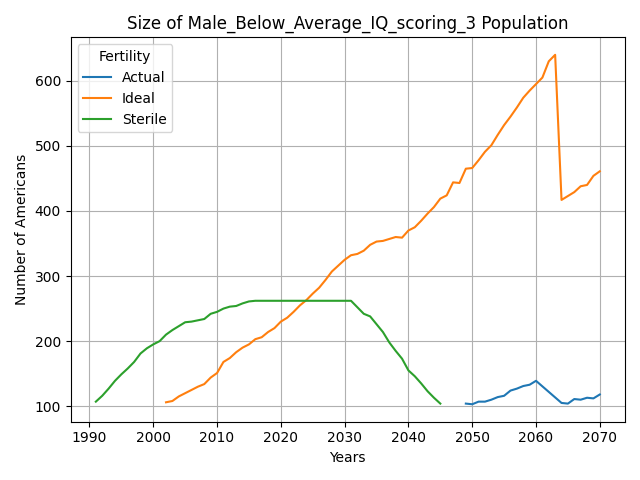 Size of Male_Below_Average_IQ_scoring_3 Population
Fertility
Actual
Ideal
Sterile
Number of Americans
600
500
400
300
200
100
1990 2000 2010 2020 2030 2040 2050 2060 2070
Years